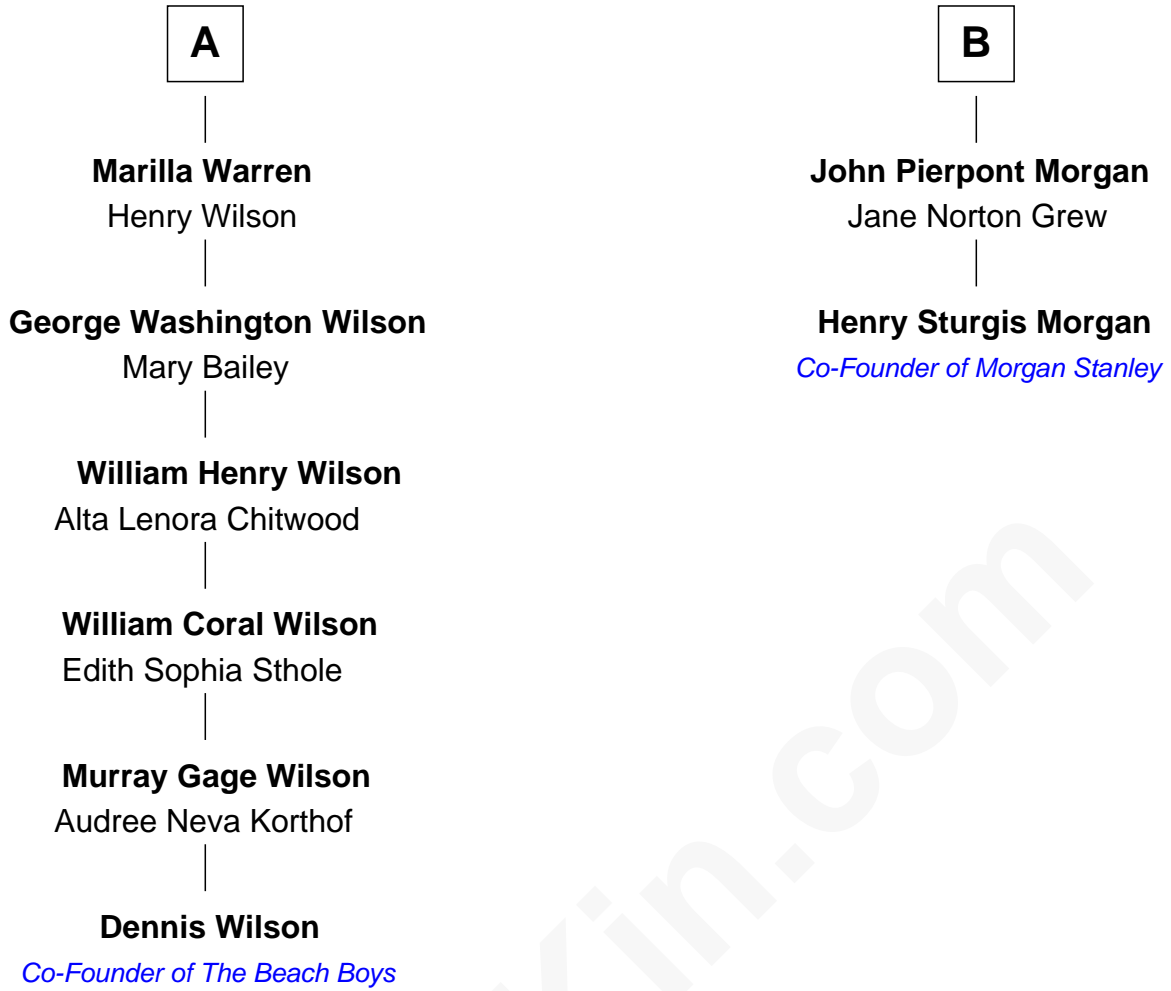 A
Marilla Warren
Henry Wilson
George Washington Wilson
Mary Bailey
William Henry Wilson
Alta Lenora Chitwood
William Coral Wilson
Edith Sophia Sthole
Murray Gage Wilson
Audree Neva Korthof
Dennis Wilson
Co-Founder of The Beach Boys
B
John Pierpont Morgan
Jane Norton Grew
Henry Sturgis Morgan
Co-Founder of Morgan Stanley
Kin.com